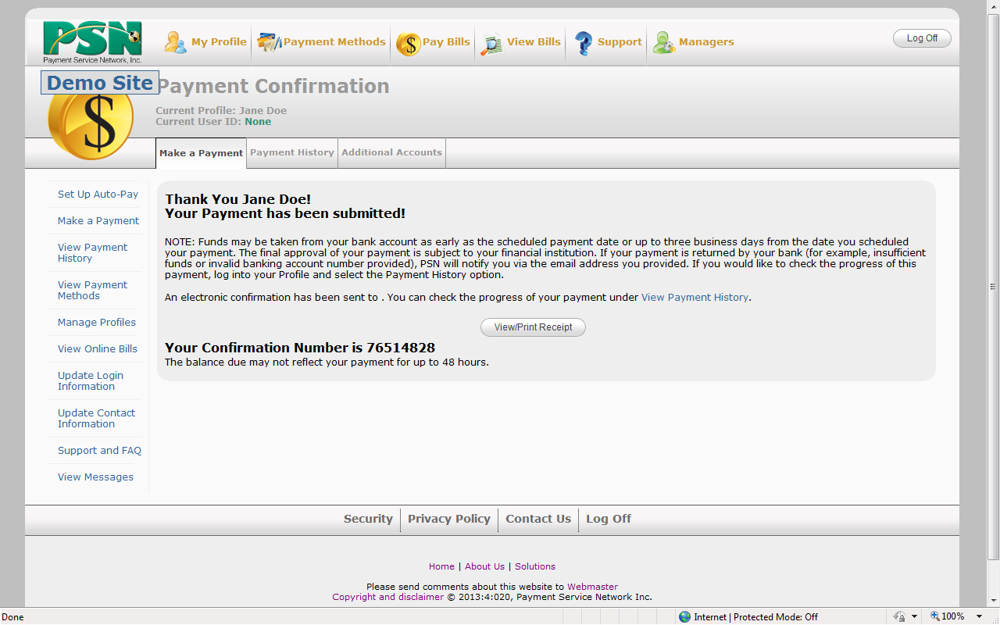 PSN
Payment Service Network, Inc.
My Profile
Payment Methods
Pay Bills
View Bills
Support
Managers
Log Off
Demo Site
Payment Confirmation
Current Profile: Jane Doe
Current User ID: None
Make a Payment
Payment History
Additional Accounts
Set Up Auto-Pay
Make a Payment
View Payment
History
View Payment
Methods
Manage Profiles
View Online Bills
Update Login
Information
Update Contact
Information
Support and FAQ
View Messages
Thank You Jane Doe!
Your Payment has been submitted!
NOTE: Funds may be taken from your bank account as early as the scheduled payment date or up to three business days from the date you scheduled
your payment. The final approval of your payment is subject to your financial institution. If your payment is returned by your bank (for example, insufficient
funds or invalid banking account number provided), PSN will notify you via the email address you provided. If you would like to check the progress of this
payment, log into your Profile and select the Payment History option.
An electronic confirmation has been sent to . You can check the progress of your payment under View Payment History.
View/Print Receipt
Your Confirmation Number is 76514828
The balance due may not reflect your payment for up to 48 hours.
Security
Privacy Policy
Contact Us
Log Off
Home | About Us | Solutions
Please send comments about this website to Webmaster
Copyright and disclaimer © 2013:4:020, Payment Service Network Inc.
Done
Internet | Protected Mode: Off
100%